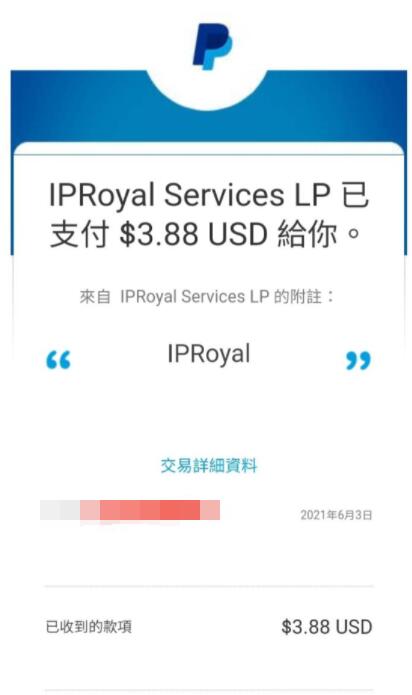 IPRoyal Services LP 已
支付 $3.88 USD 給你。
來自 IPRoyal Services LP 的附註：
“ IPRoyal ”
交易詳細資料
2021年6月3日
已收到的款項 $3.88 USD